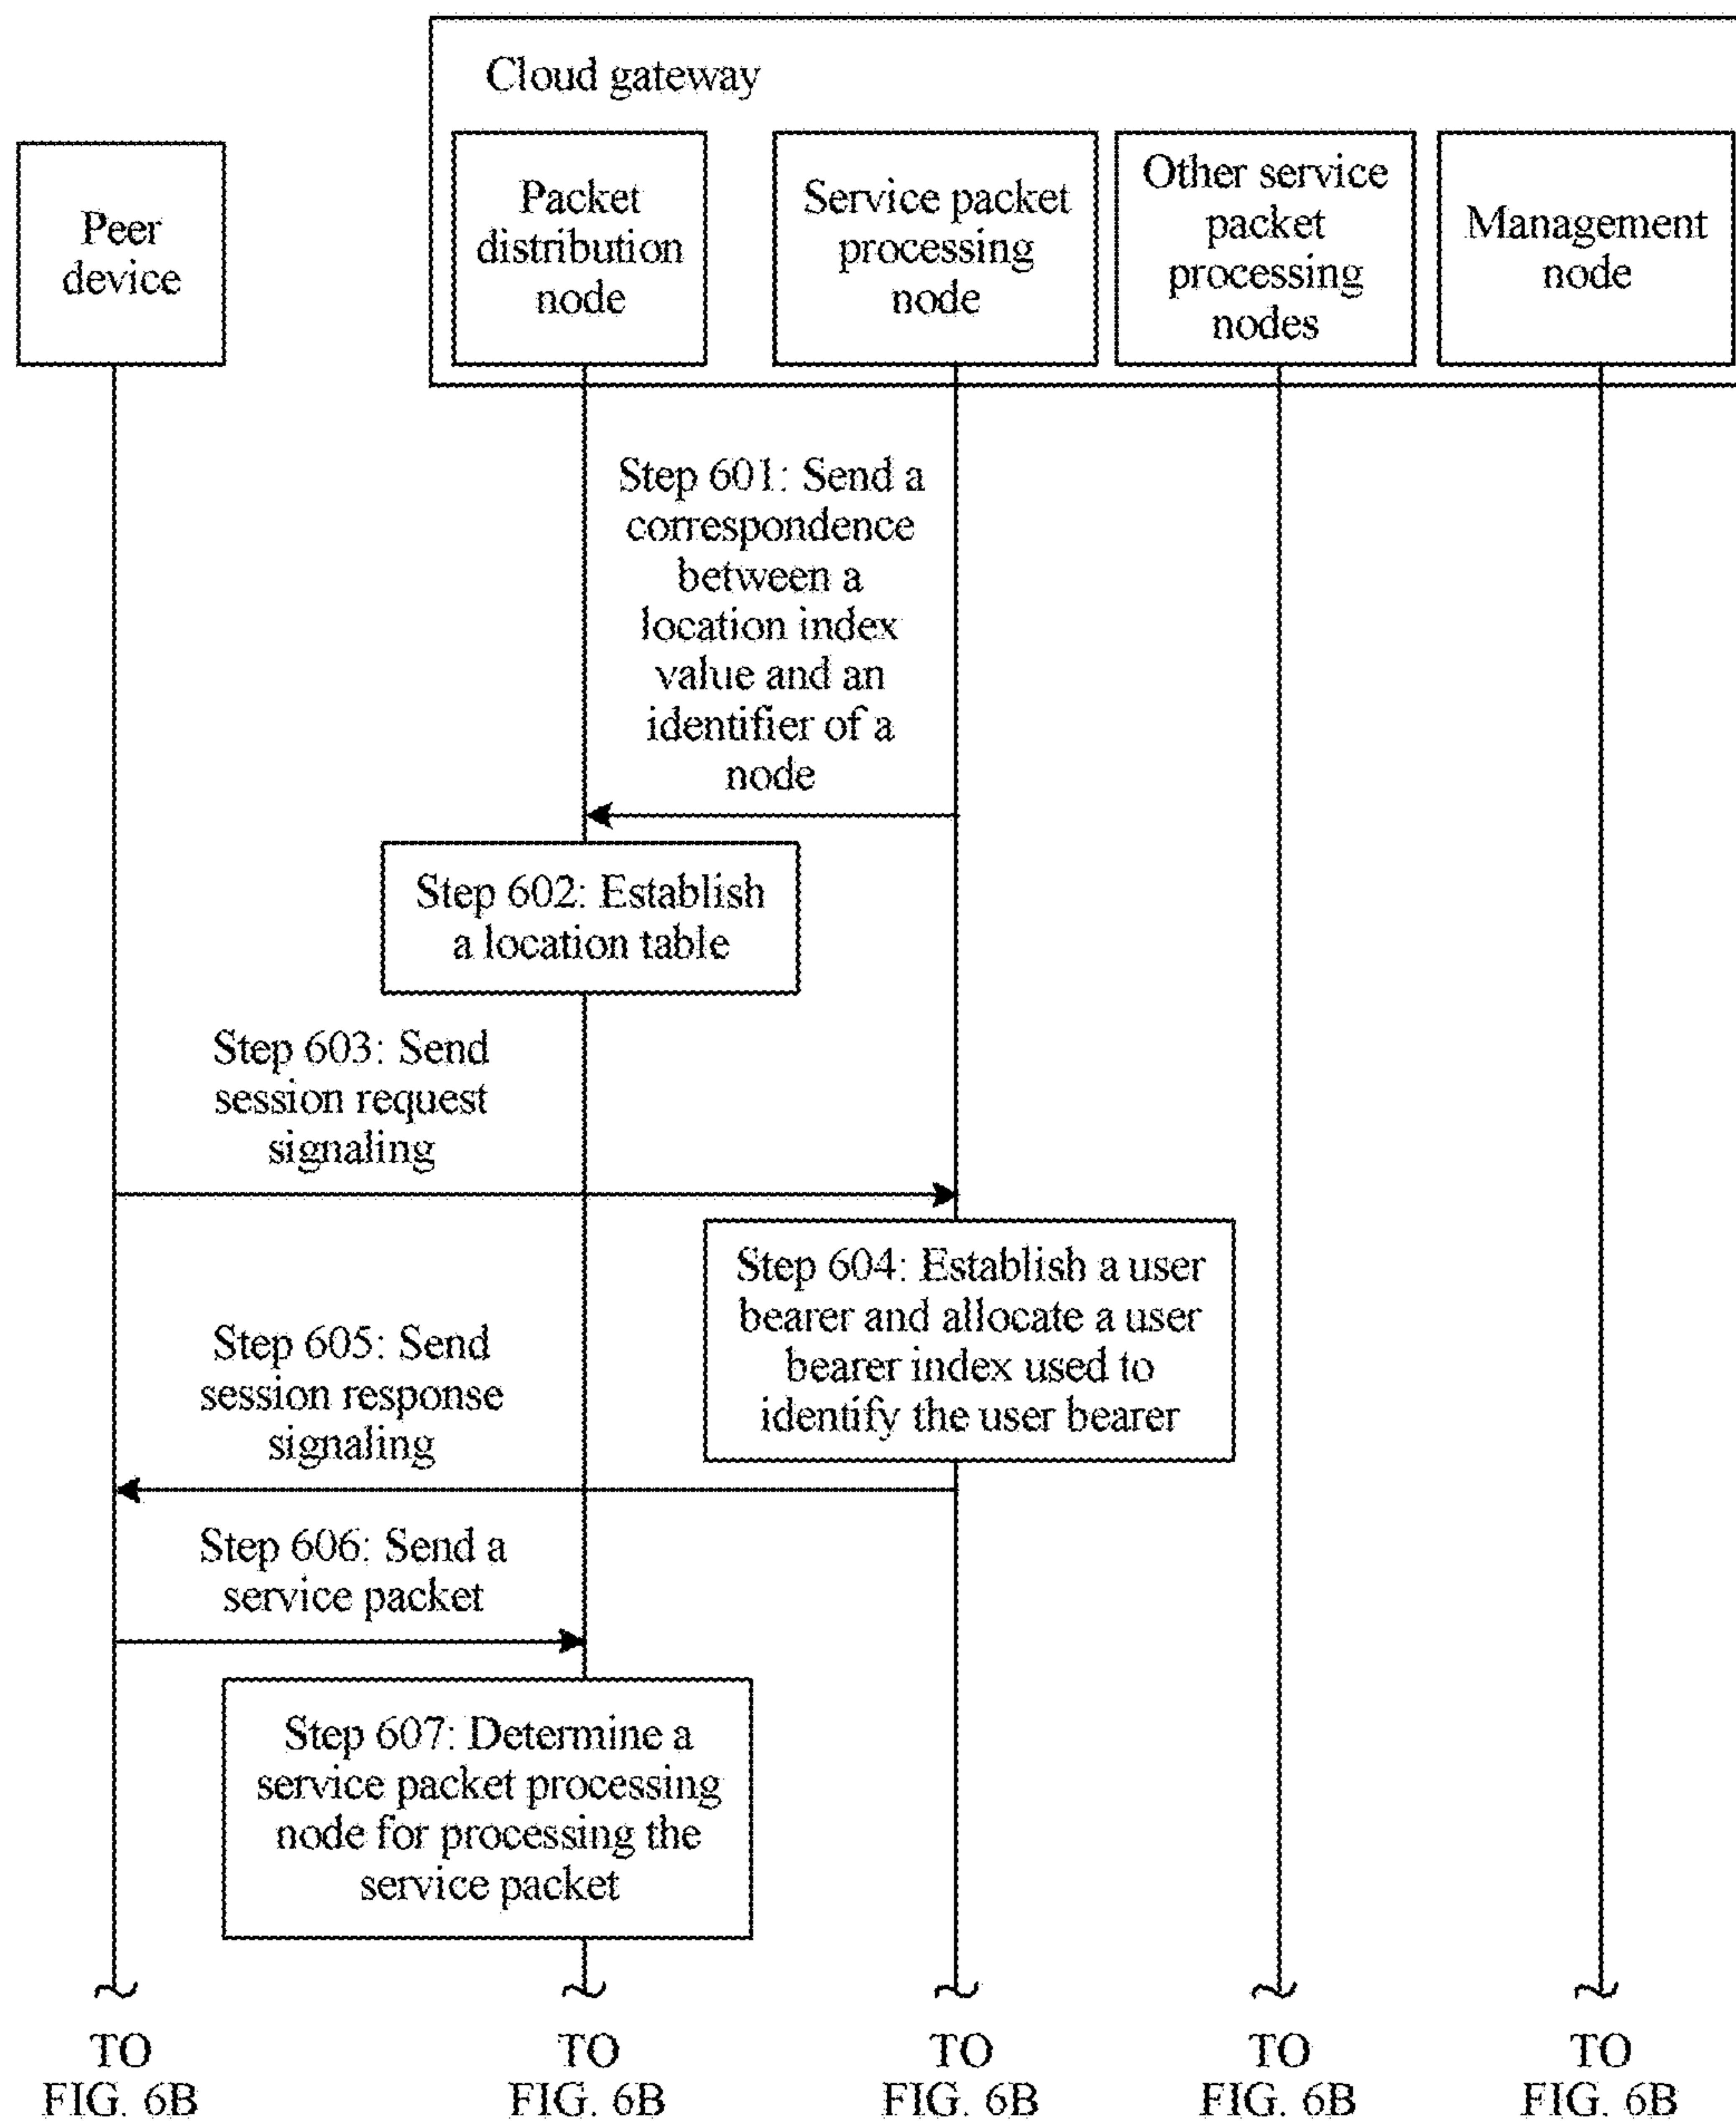 Cloud gateway
Peer
device
Packet
distribution
node
Service packet
processing
node
Other service
packet
processing
nodes
Management
node
Step 601: Send a
correspondence
between a
location index
value and an
identifier of a
node
Step 602: Establish
a location table
Step 603: Send
session request
signaling
Step 604: Establish a user
bearer and allocate a user
bearer index used to
identify the user bearer
Step 605: Send
session response
signaling
Step 606: Send a
service packet
Step 607: Determine a
service packet processing
node for processing the
service packet
TO
FIG. 6B
TO
FIG. 6B
TO
FIG. 6B
TO
FIG. 6B
TO
FIG. 6B